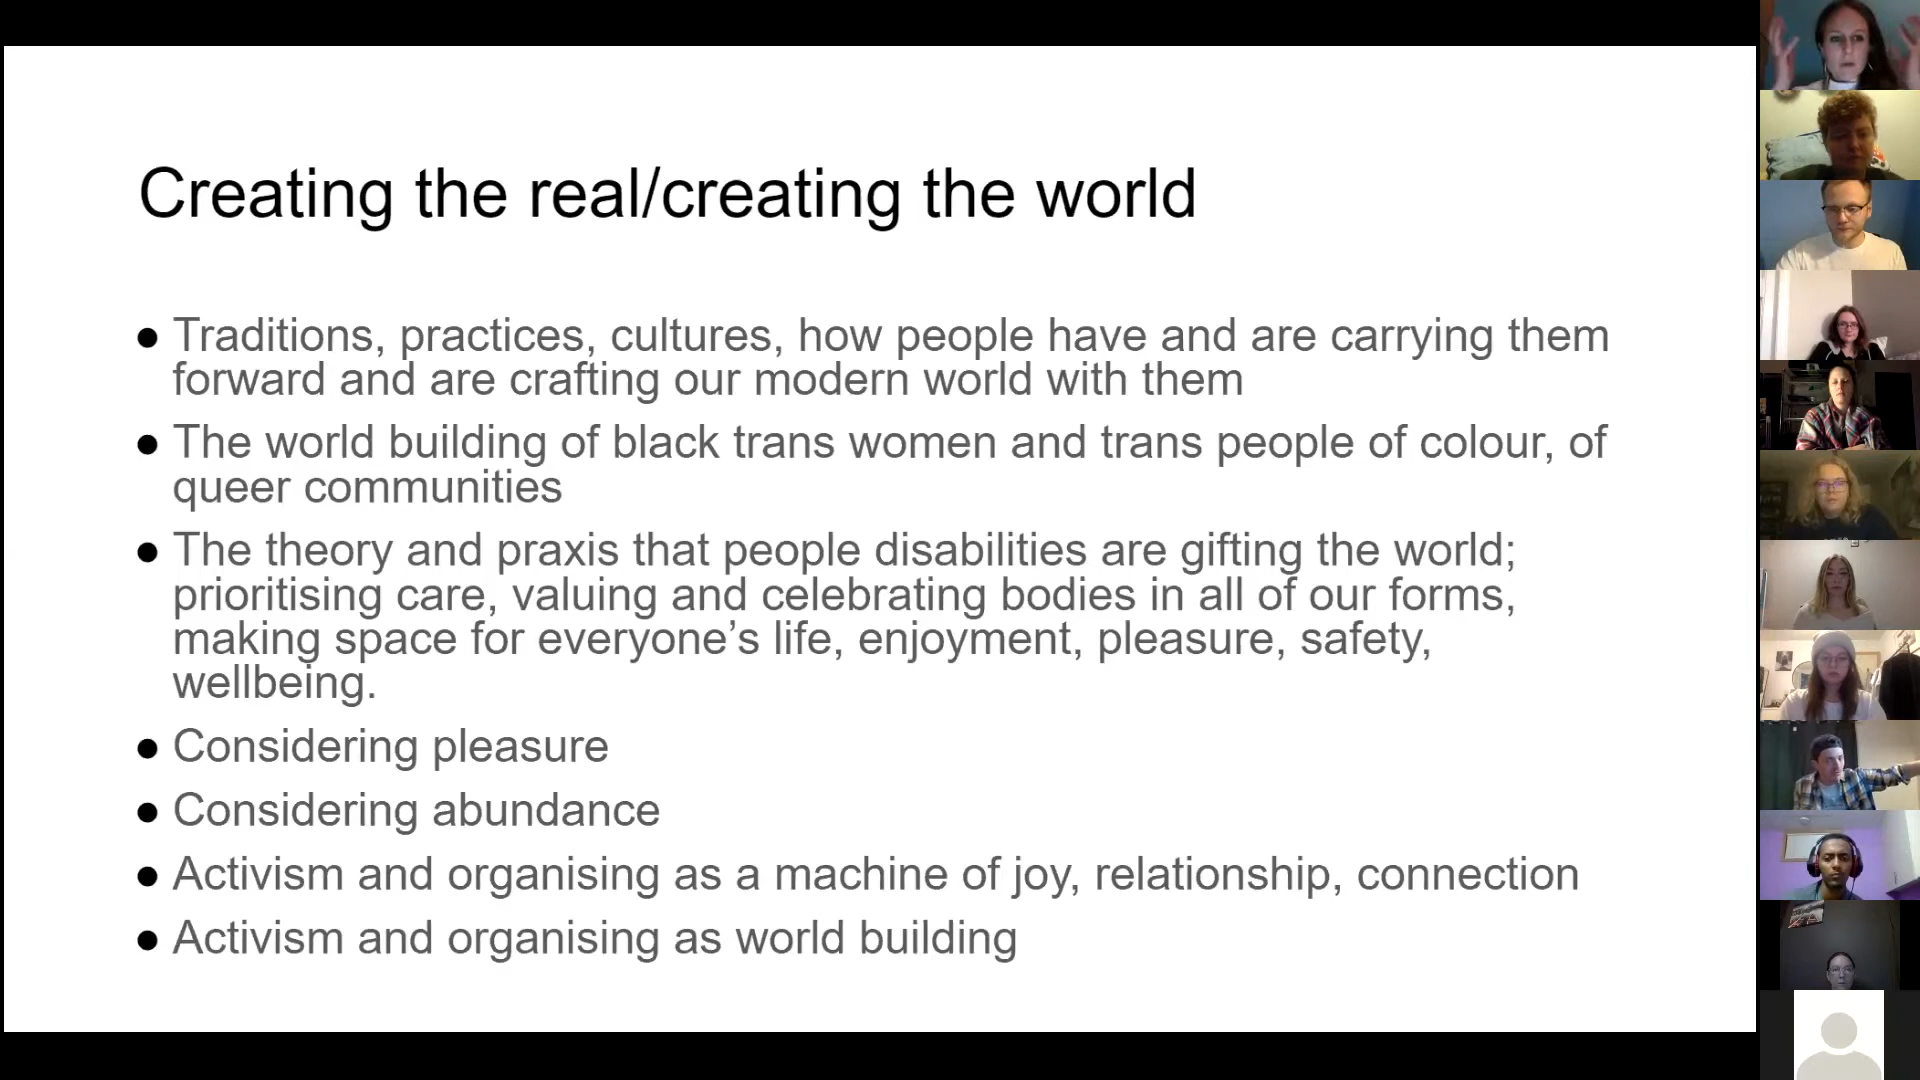 Creating the real/creating the world
● Traditions, practices, cultures, how people have and are carrying them
forward and are crafting our modern world with them
● The world building of black trans women and trans people of colour, of
queer communities
● The theory and praxis that people disabilities are gifting the world;
prioritising care, valuing and celebrating bodies in all of our forms,
making space for everyone’s life, enjoyment, pleasure, safety,
wellbeing.
● Considering pleasure
● Considering abundance
● Activism and organising as a machine of joy, relationship, connection
● Activism and organising as world building